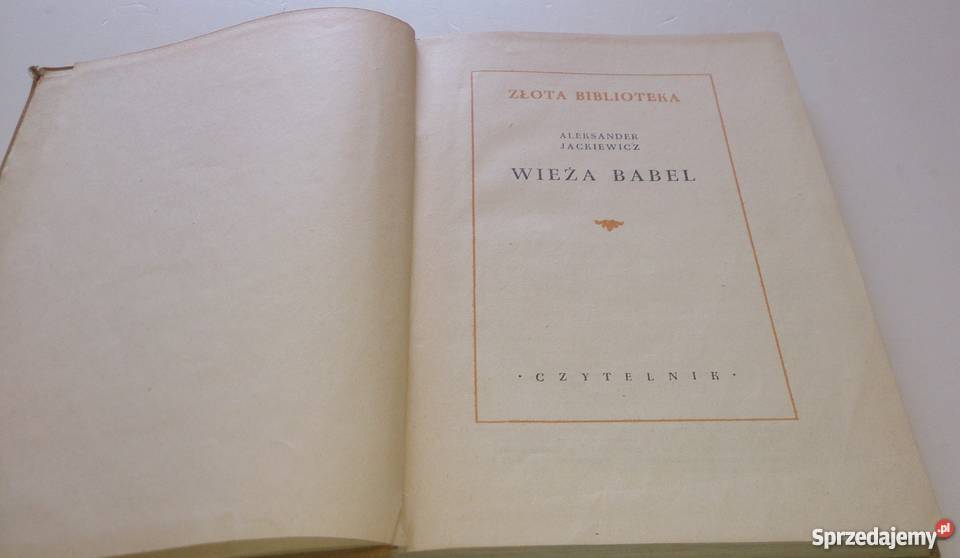 ZŁOTA BIBLIOTEKA
ALEKSANDER
JACKIEWICZ
WIEŻA BABEL
· CZYTELNIK ·
Sprzedajemy.pl